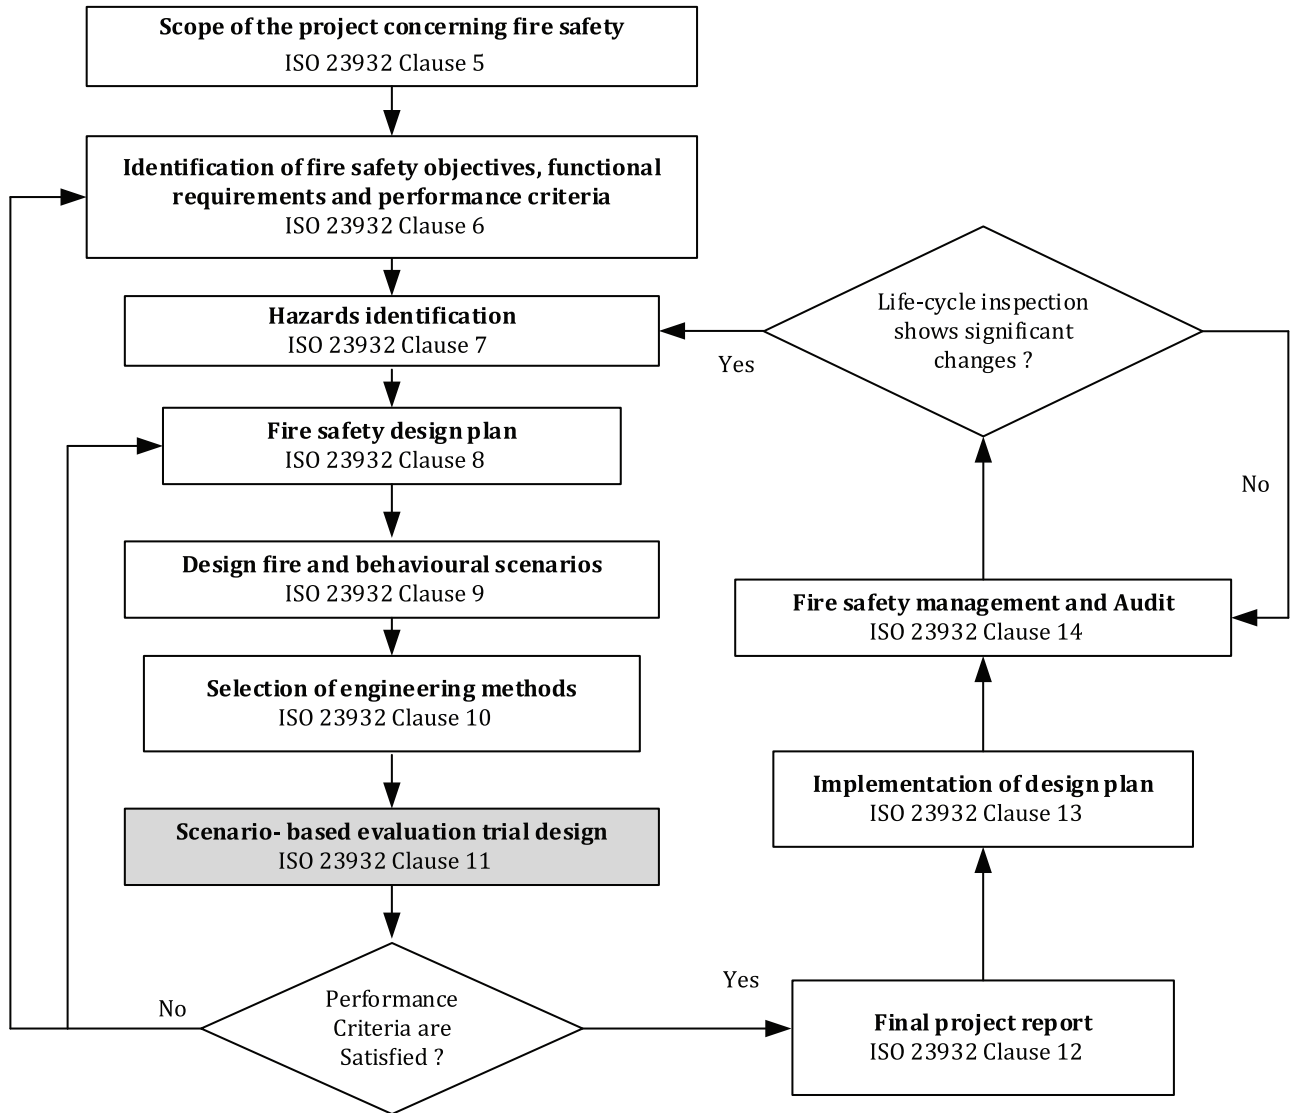 Scope of the project concerning fire safety
ISO 23932 Clause 5
Identification of fire safety objectives, functional
requirements and performance criteria
ISO 23932 Clause 6
Hazards identification
ISO 23932 Clause 7
Fire safety design plan
ISO 23932 Clause 8
Design fire and behavioural scenarios
ISO 23932 Clause 9
Selection of engineering methods
ISO 23932 Clause 10
Scenario- based evaluation trial design
ISO 23932 Clause 11
Performance
Criteria are
Satisfied ?
No
Yes
Final project report
ISO 23932 Clause 12
Implementation of design plan
ISO 23932 Clause 13
Fire safety management and Audit
ISO 23932 Clause 14
Life-cycle inspection
shows significant
changes ?
Yes
No